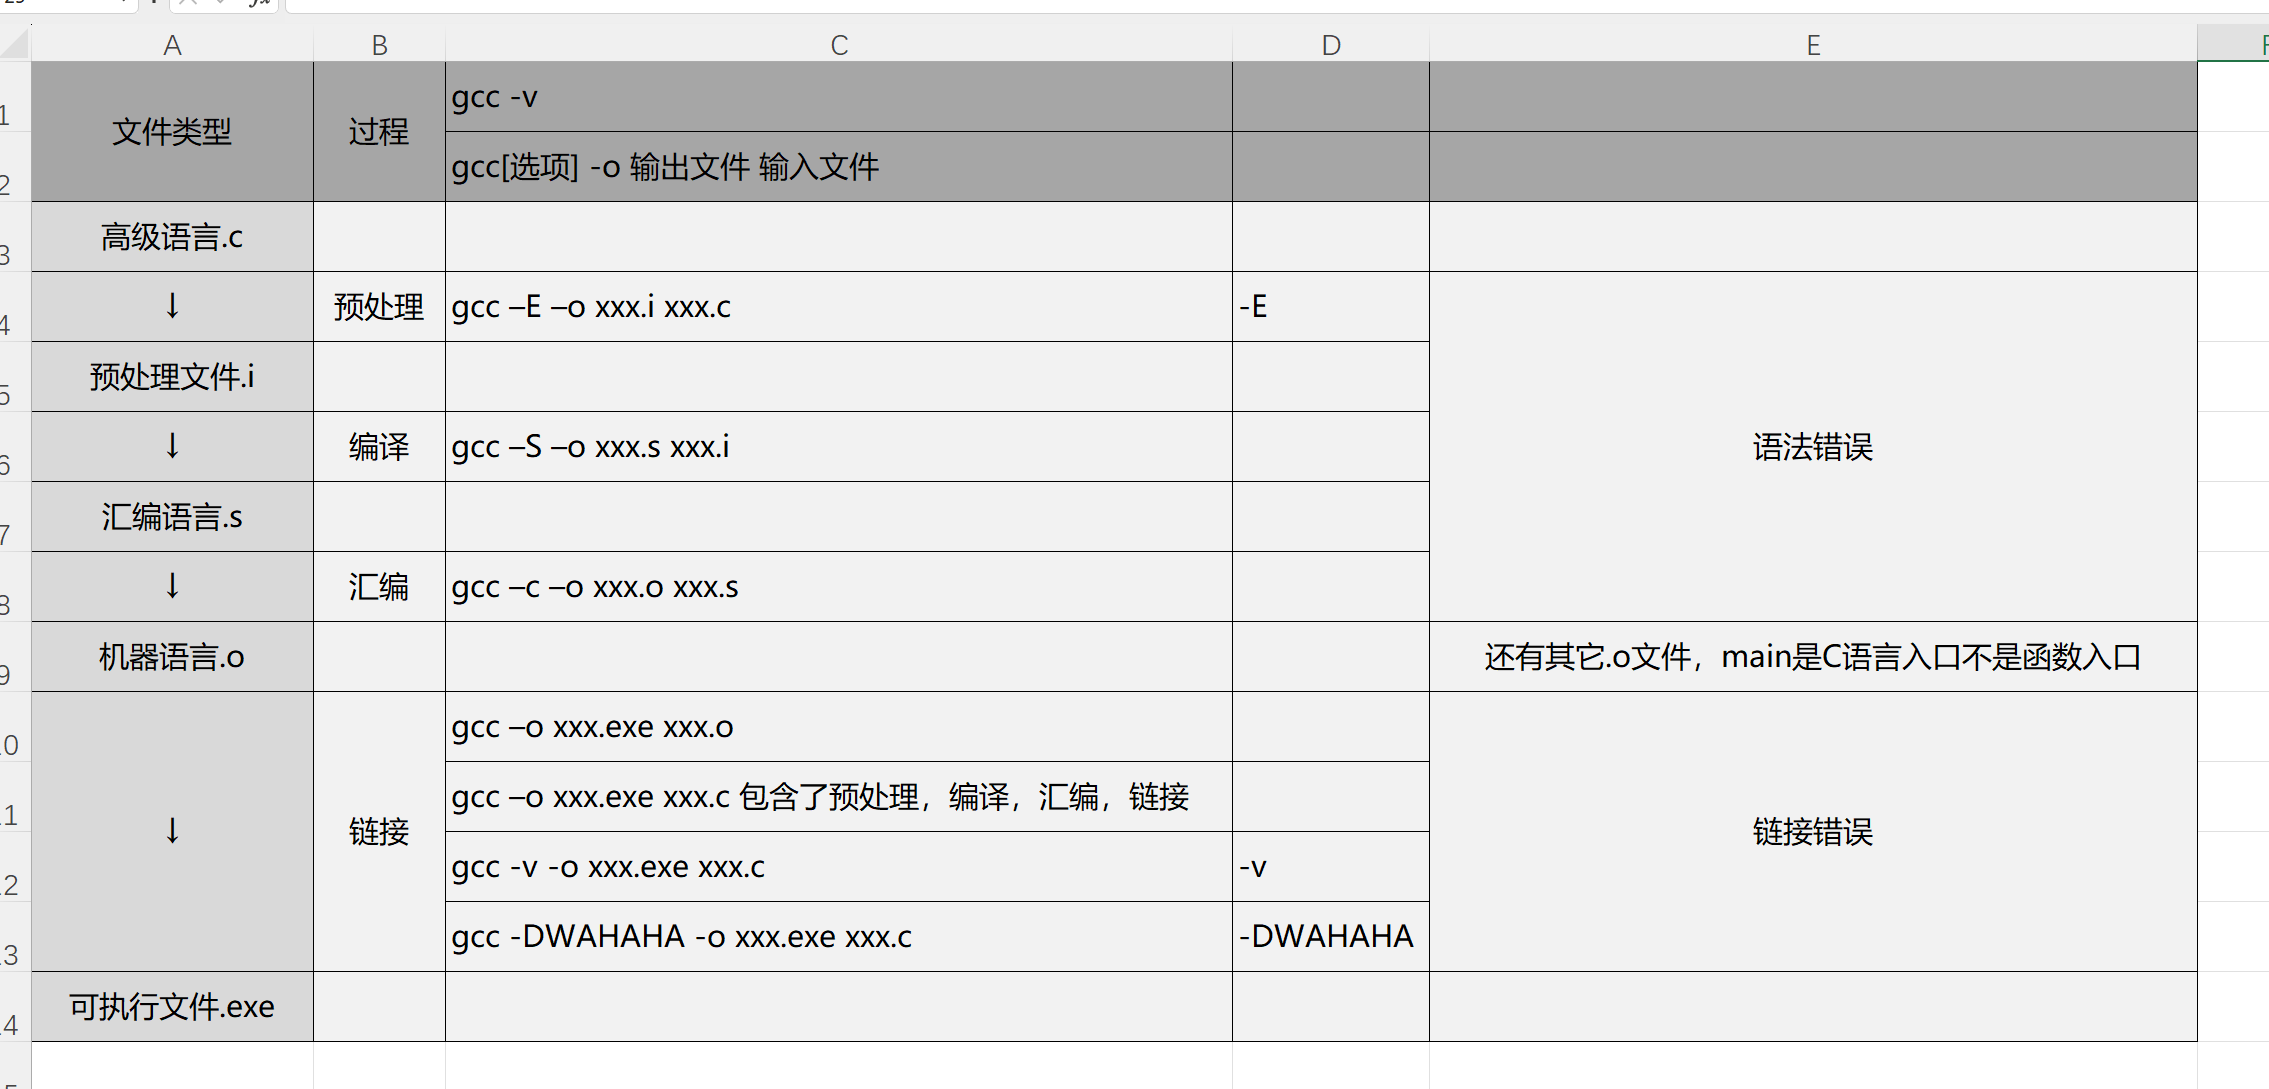 A B C D E
1 文件类型 过程 gcc -v
2 gcc[选项] -o 输出文件 输入文件
3 高级语言.c
4 ↓ 预处理 gcc –E –o xxx.i xxx.c -E 语法错误
5 预处理文件.i
6 ↓ 编译 gcc –S –o xxx.s xxx.i
7 汇编语言.s
8 ↓ 汇编 gcc –c –o xxx.o xxx.s
9 机器语言.o 还有其它.o文件，main是C语言入口不是函数入口
↓ 链接 gcc –o xxx.exe xxx.o 链接错误
gcc –o xxx.exe xxx.c 包含了预处理，编译，汇编，链接
gcc -v -o xxx.exe xxx.c -v
gcc -DWAHAHA -o xxx.exe xxx.c -DWAHAHA
可执行文件.exe